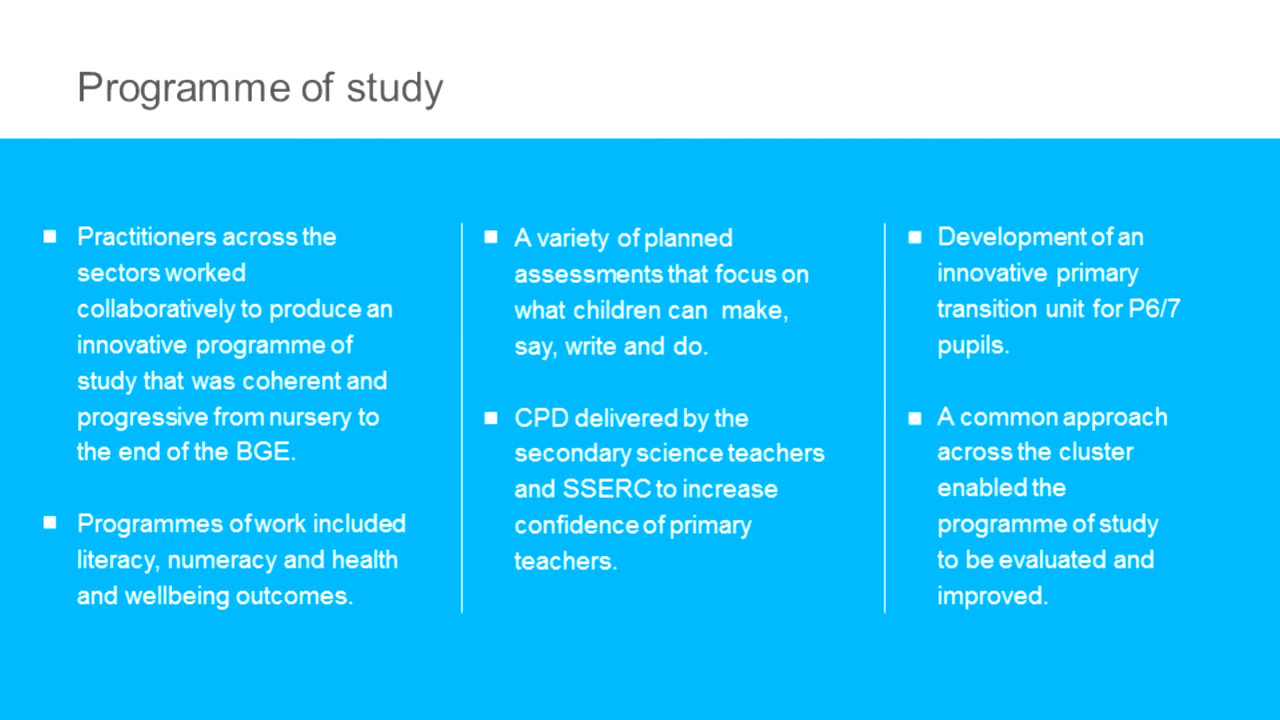 Programme of study
Practitioners across the
sectors worked
collaboratively to produce an
innovative programme of
study that was coherent and
progressive from nursery to
the end of the BGE.
Programmes of work included
literacy, numeracy and health
and wellbeing outcomes.
A variety of planned
assessments that focus on
what children can make,
say, write and do.
CPD delivered by the
secondary science teachers
and SSERC to increase
confidence of primary
teachers.
Development of an
innovative primary
transition unit for P6/7
pupils.
A common approach
across the cluster
enabled the
programme of study
to be evaluated and
improved.